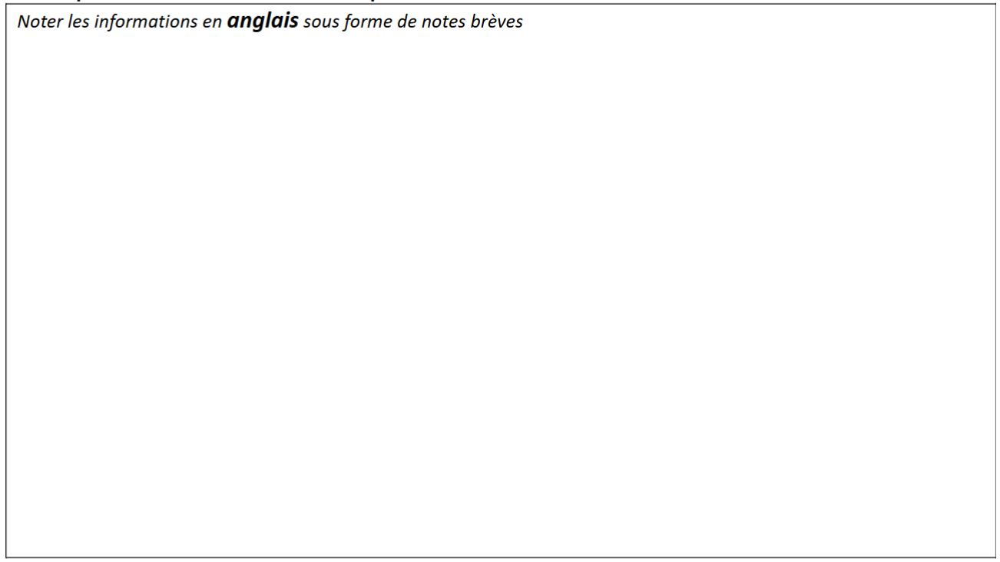 Noter les informations en anglais sous forme de notes brèves